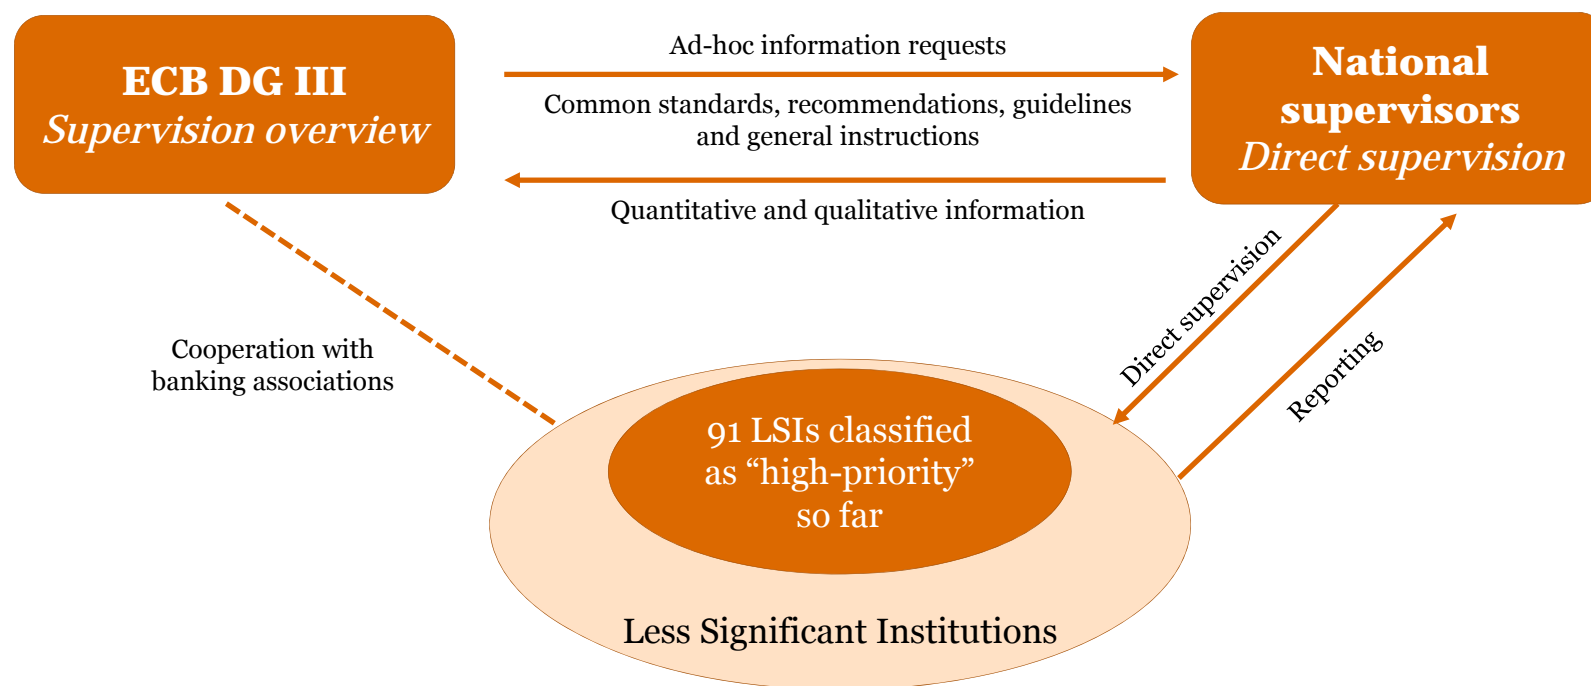 ECB DG III
Supervision overview
Ad-hoc information requests
Common standards, recommendations, guidelines
and general instructions
Quantitative and qualitative information
National
supervisors
Direct supervision
Cooperation with
banking associations
Direct supervision
Reporting
91 LSIs classified
as “high-priority”
so far
Less Significant Institutions